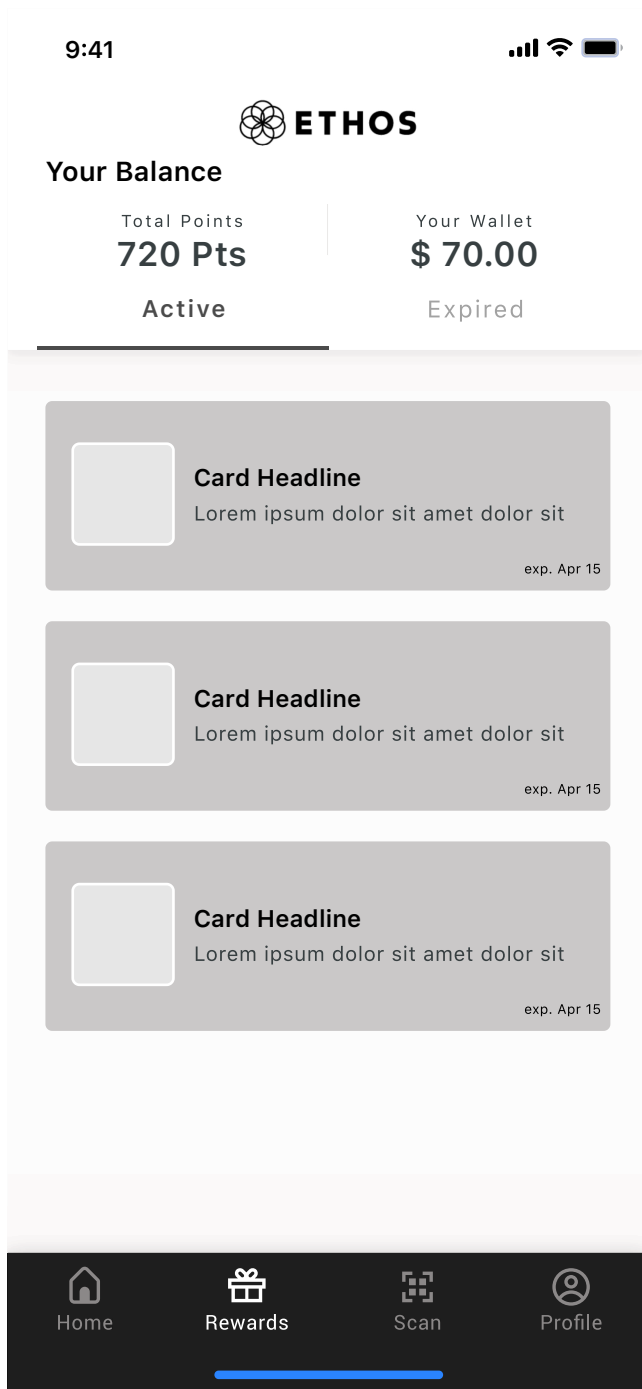 9:41
ETHOS
Your Balance
Total Points
720 Pts
Your Wallet
$ 70.00
Active
Expired
Card Headline
Lorem ipsum dolor sit amet dolor sit
exp. Apr 15
Card Headline
Lorem ipsum dolor sit amet dolor sit
exp. Apr 15
Card Headline
Lorem ipsum dolor sit amet dolor sit
exp. Apr 15
Home
Rewards
Scan
Profile